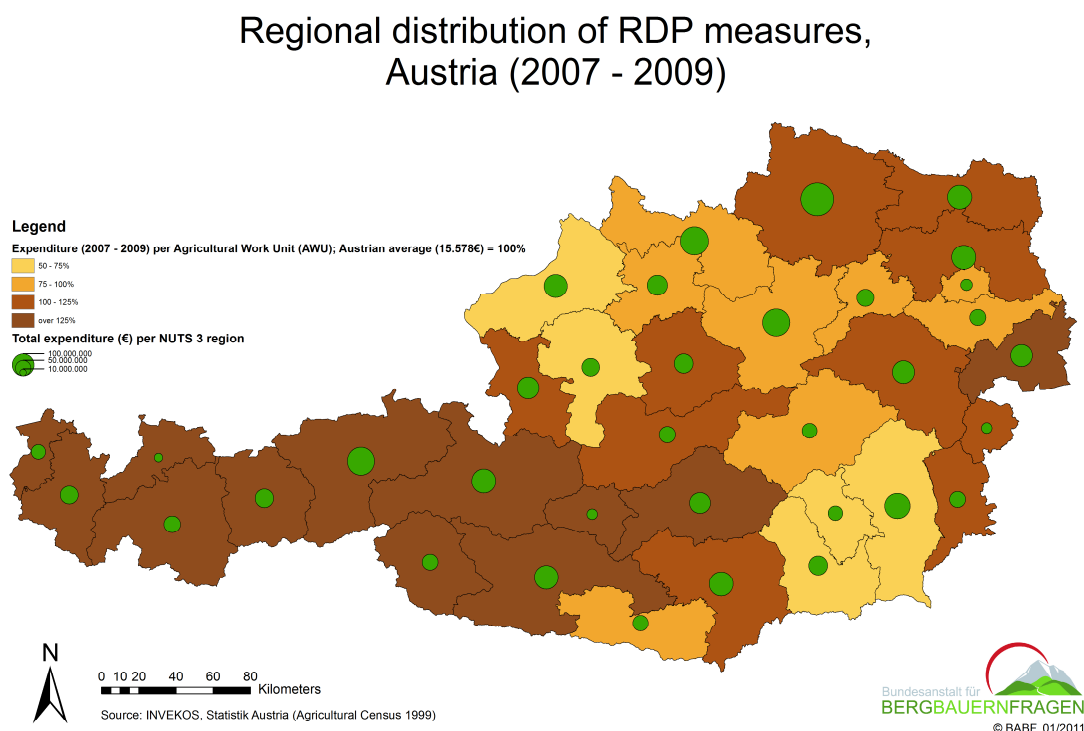 Regional distribution of RDP measures,
Austria (2007 - 2009)
Legend
Expenditure (2007 - 2009) per Agricultural Work Unit (AWU); Austrian average (15.578€) = 100%
50 - 75%
75 - 100%
100 - 125%
over 125%
Total expenditure (€) per NUTS 3 region
100.000.000
50.000.000
10.000.000
N
0 10 20 40 60 80
Kilometers
Source: INVEKOS, Statistik Austria (Agricultural Census 1999)
Bundesanstalt für
BERGBAUERNFRAGEN
© BABF, 01/2011